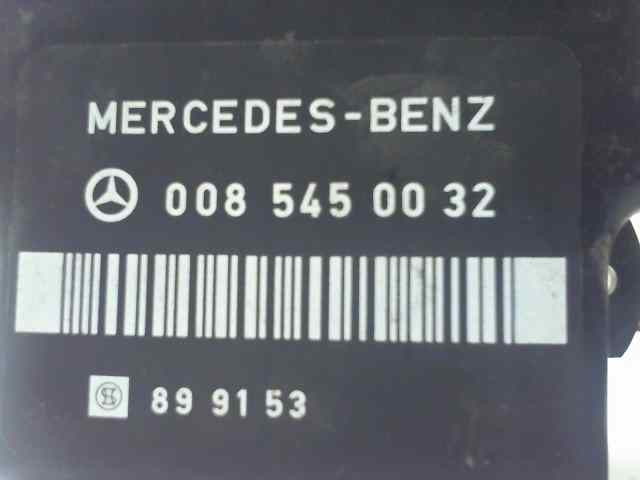 MERCEDES-BENZ
008 545 00 32
89 91 53